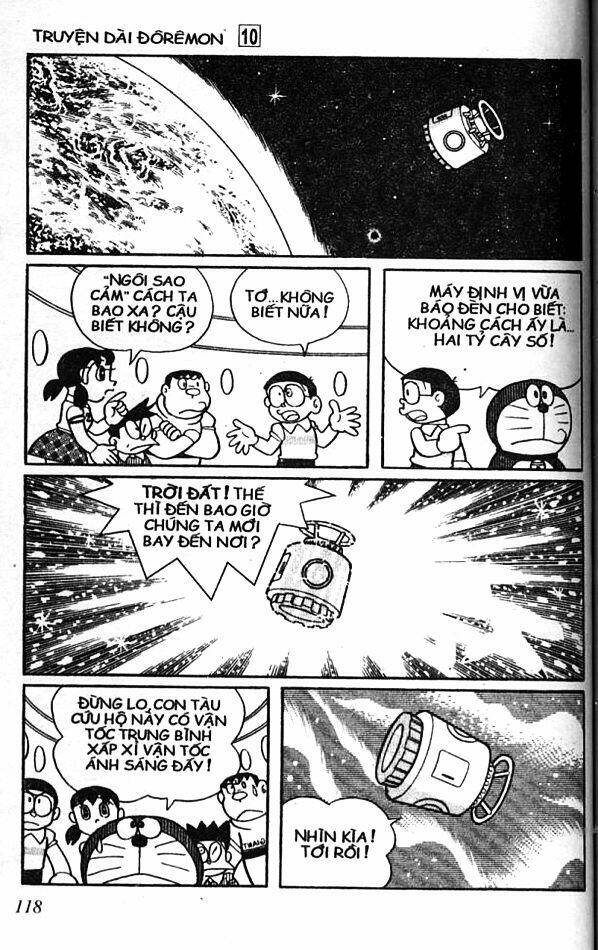 TRUYỆN DÀI ĐÔRÊMON 10
"NGÔI SAO
CẢM" CÁCH TA
BAO XA? CẬU
BIẾT KHÔNG?
TỚ...KHÔNG
BIẾT NỮA!
MÁY ĐỊNH VỊ VỪA
BÁO ĐẾN CHO BIẾT:
KHOẢNG CÁCH ẤY LÀ...
HAI TỶ CÂY SỐ!
TRỜI ĐẤT! THẾ
THÌ ĐẾN BAO GIỜ
CHÚNG TA MỚI
BAY ĐẾN NƠI?
ĐỪNG LO, CON TÀU
CỨU HỘ NÀY CÓ VẬN
TỐC TRUNG BÌNH
XẤP XỈ VẬN TỐC
ÁNH SÁNG ĐẤY!
NHÌN KÌA!
TỚI RỒI!
118